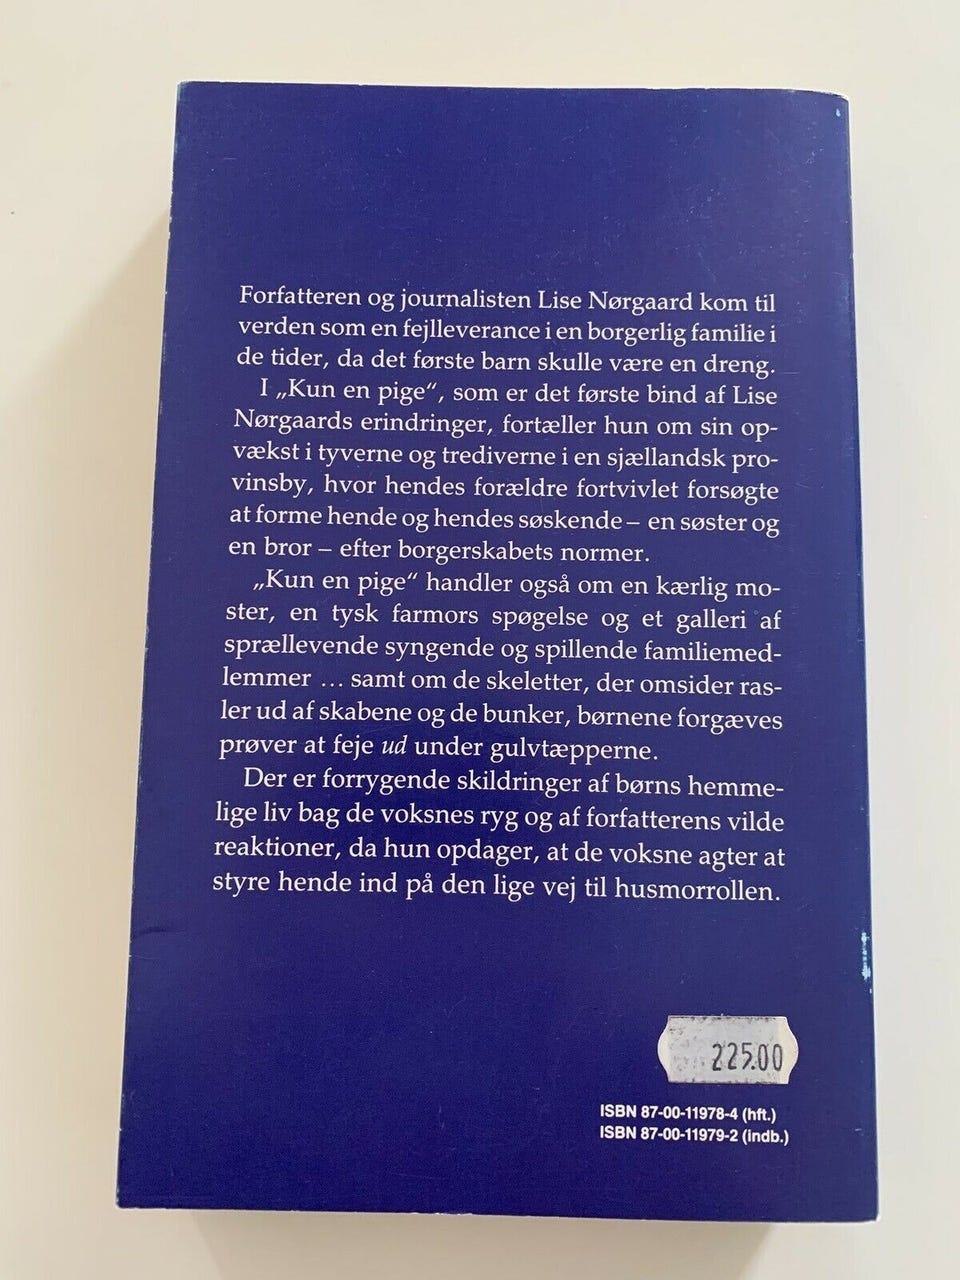 Forfatteren og journalisten Lise Nørgaard kom til
verden som en fejlleverance i en borgerlig familie i
de tider, da det første barn skulle være en dreng.
I „Kun en pige“, som er det første bind af Lise
Nørgaards erindringer, fortæller hun om sin op-
vækst i tyverne og trediverne i en sjællandsk pro-
vinsby, hvor hendes forældre fortvivlet forsøgte
at forme hende og hendes søskende – en søster og
en bror – efter borgerskabets normer.
„Kun en pige“ handler også om en kærlig mo-
ster, en tysk farmors spøgelse og et galleri af
sprællevende syngende og spillende familiemed-
lemmer ... samt om de skeletter, der omsider ras-
ler ud af skabene og de bunker, børnene forgæves
prøver at feje ud under gulvtæpperne.
Der er forrygende skildringer af børns hemme-
lige liv bag de voksnes ryg og af forfatterens vilde
reaktioner, da hun opdager, at de voksne agter at
styre hende ind på den lige vej til husmorrollen.
225.00
ISBN 87-00-11978-4 (hft.)
ISBN 87-00-11979-2 (indb.)